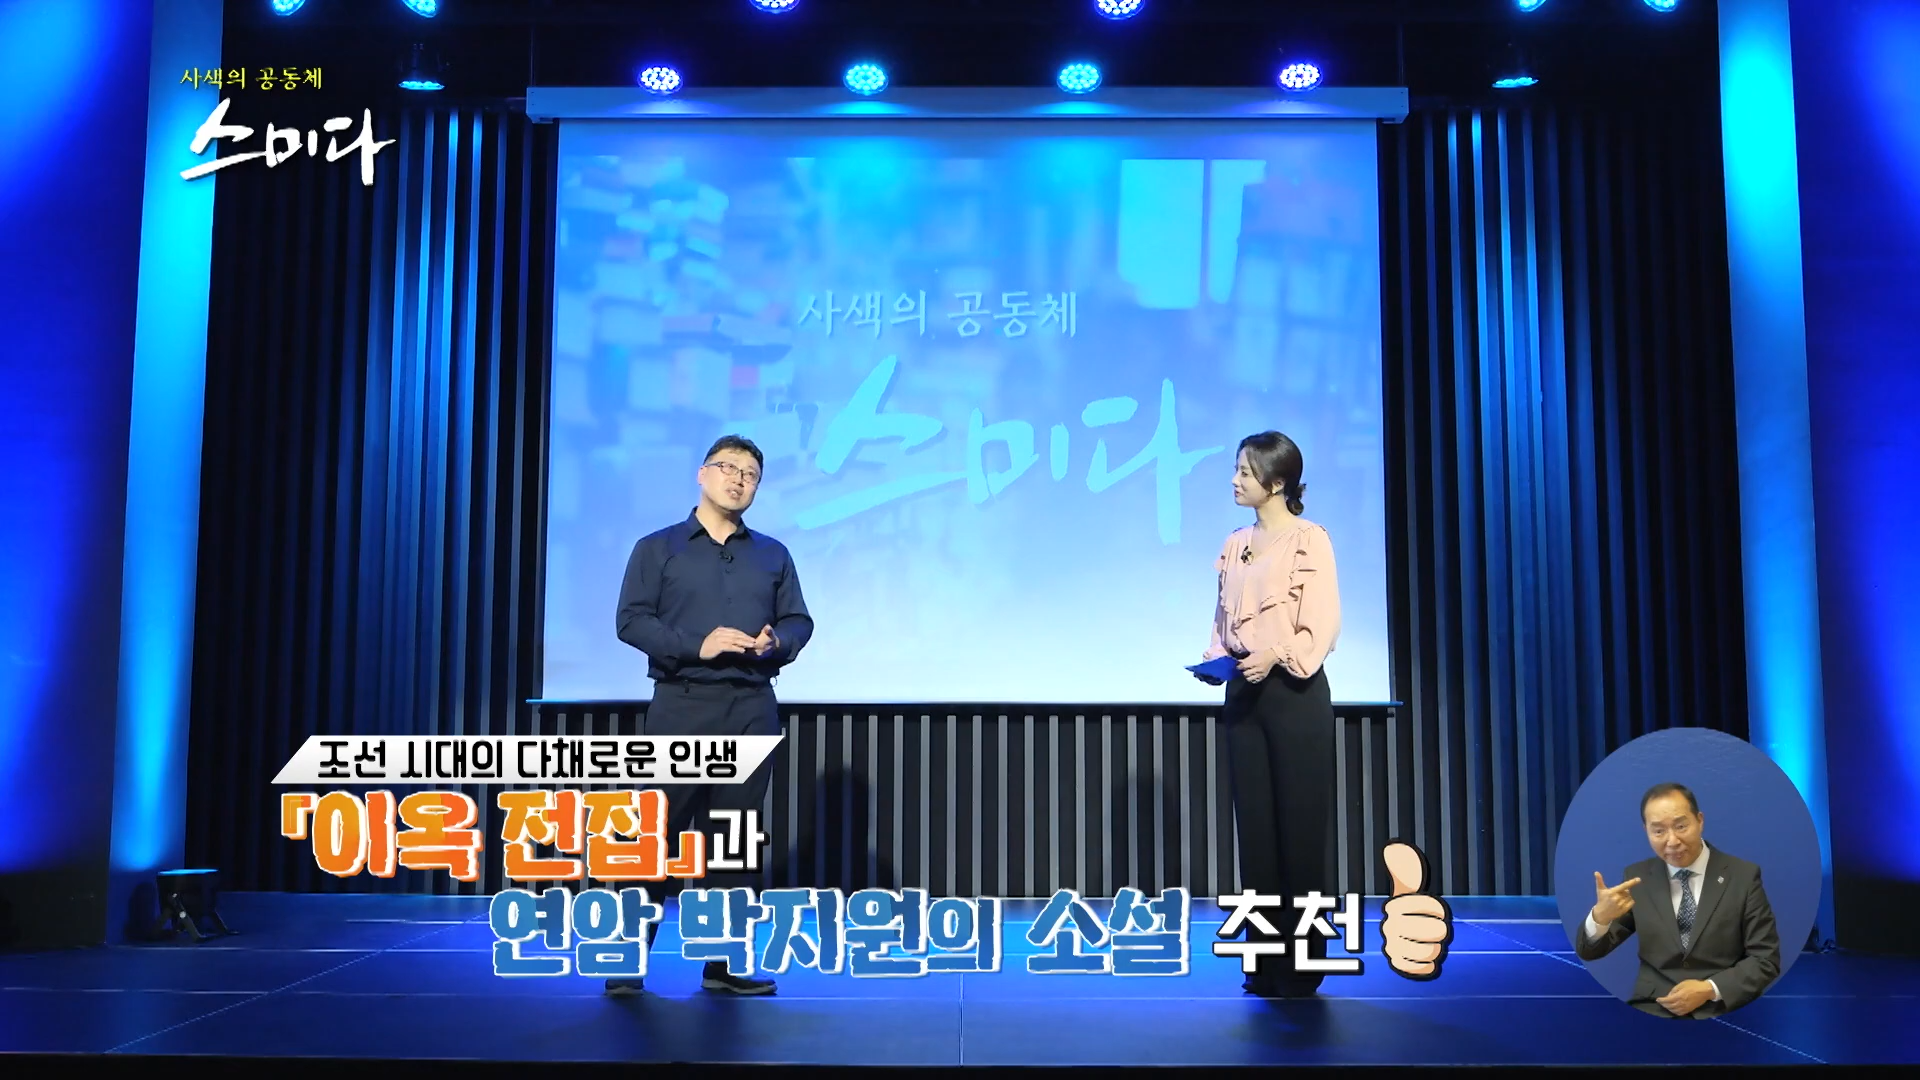 사색의 공동체
스미다
사색의 공동체
스미다
조선 시대의 다채로운 인생
『이옥 전집』과
연암 박지원의 소설 추천